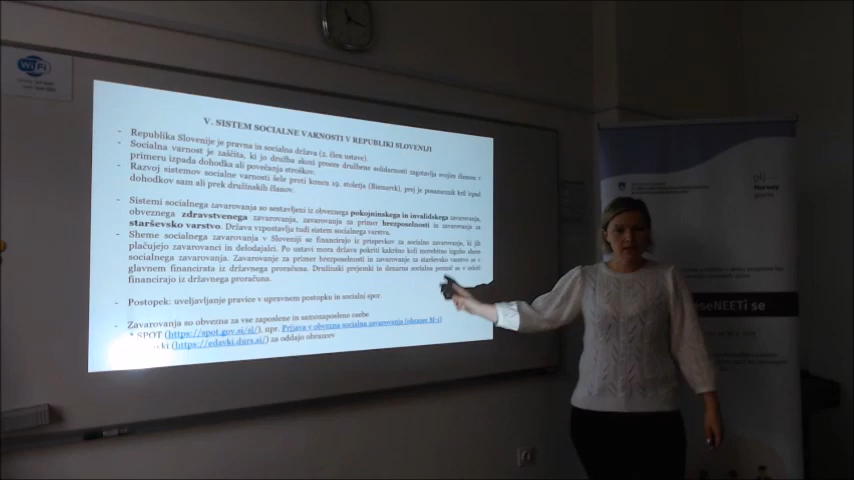 WiFi
V. SISTEM SOCIALNE VARNOSTI V REPUBLIKI SLOVENIJI
- Republika Slovenije je pravna in socialna država (2. člen ustave).
- Socialna varnost je zaščita, ki jo družba skozi proces družbene solidarnosti zagotavlja svojim članom v
primeru izpada dohodka ali povečanja stroškov.
- Razvoj sistemov socialne varnosti šele proti koncu 19. stoletja (Bismarck), prej je posameznik kril izpad
dohodkov sam ali prek družinskih članov.
- Sistemi socialnega zavarovanja so sestavljeni iz obveznega pokojninskega in invalidskega zavarovanja,
obveznega zdravstvenega zavarovanja, zavarovanja za primer brezposelnosti in zavarovanja za
starševsko varstvo. Država vzpostavlja tudi sistem socialnega varstva.
- Sheme socialnega zavarovanja v Sloveniji se financirajo iz prispevkov za socialno zavarovanje, ki jih
plačujejo zavarovanci in delodajalci. Po ustavi mora država pokriti kakršno koli morebitno izgubo shem
socialnega zavarovanja. Zavarovanje za primer brezposelnosti in zavarovanje za starševsko varstvo se v
glavnem financirata iz državnega proračuna. Družinski prejemki in denarna socialna pomoč se v celoti
financirajo iz državnega proračuna.
- Postopek: uveljavljanje pravice v upravnem postopku in socialni spor.
- Zavarovanja so obvezna za vse zaposlene in samozaposlene osebe
* SPOT (https://spot.gov.si/sl/), npr. Prijava v obvezna socialna zavarovanja (obrazec M-1)
(https://edavki.durs.si/) za oddajo obrazcev
Norway
grants
seNEETi se